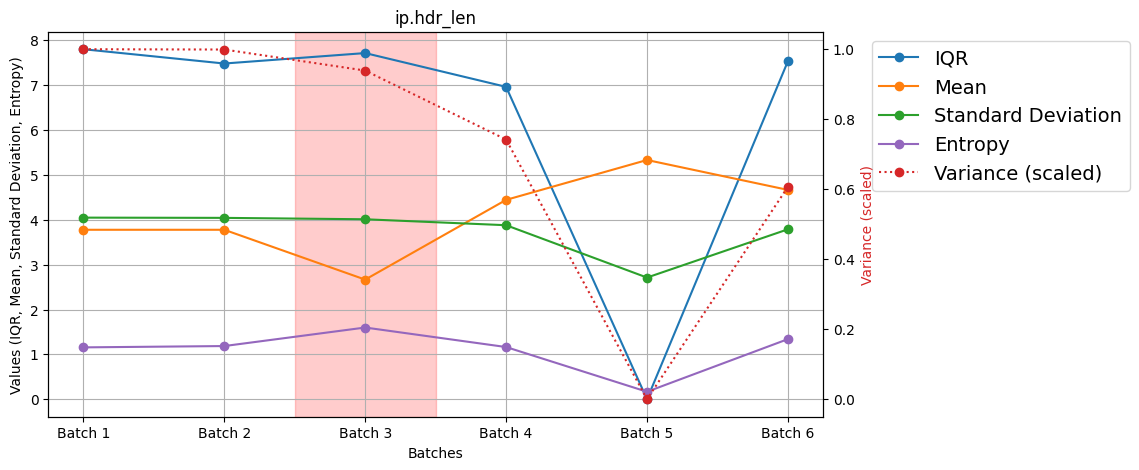 ip.hdr_len
Values (IQR, Mean, Standard Deviation, Entropy)
8
7
6
5
4
3
2
1
0
Batch 1
Batch 2
Batch 3
Batch 4
Batch 5
Batch 6
Batches
1.0
0.8
0.6
0.4
0.2
0.0
Variance (scaled)
IQR
Mean
Standard Deviation
Entropy
Variance (scaled)